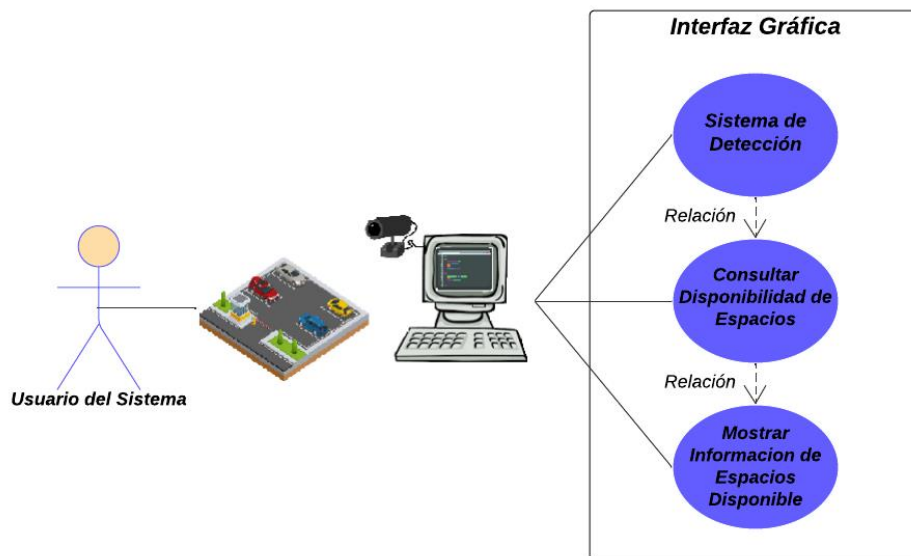 Interfaz Gráfica
Sistema de
Detección
Relación
Consultar
Disponibilidad de
Espacios
Relación
Mostrar
Informacion de
Espacios
Disponible
Usuario del Sistema